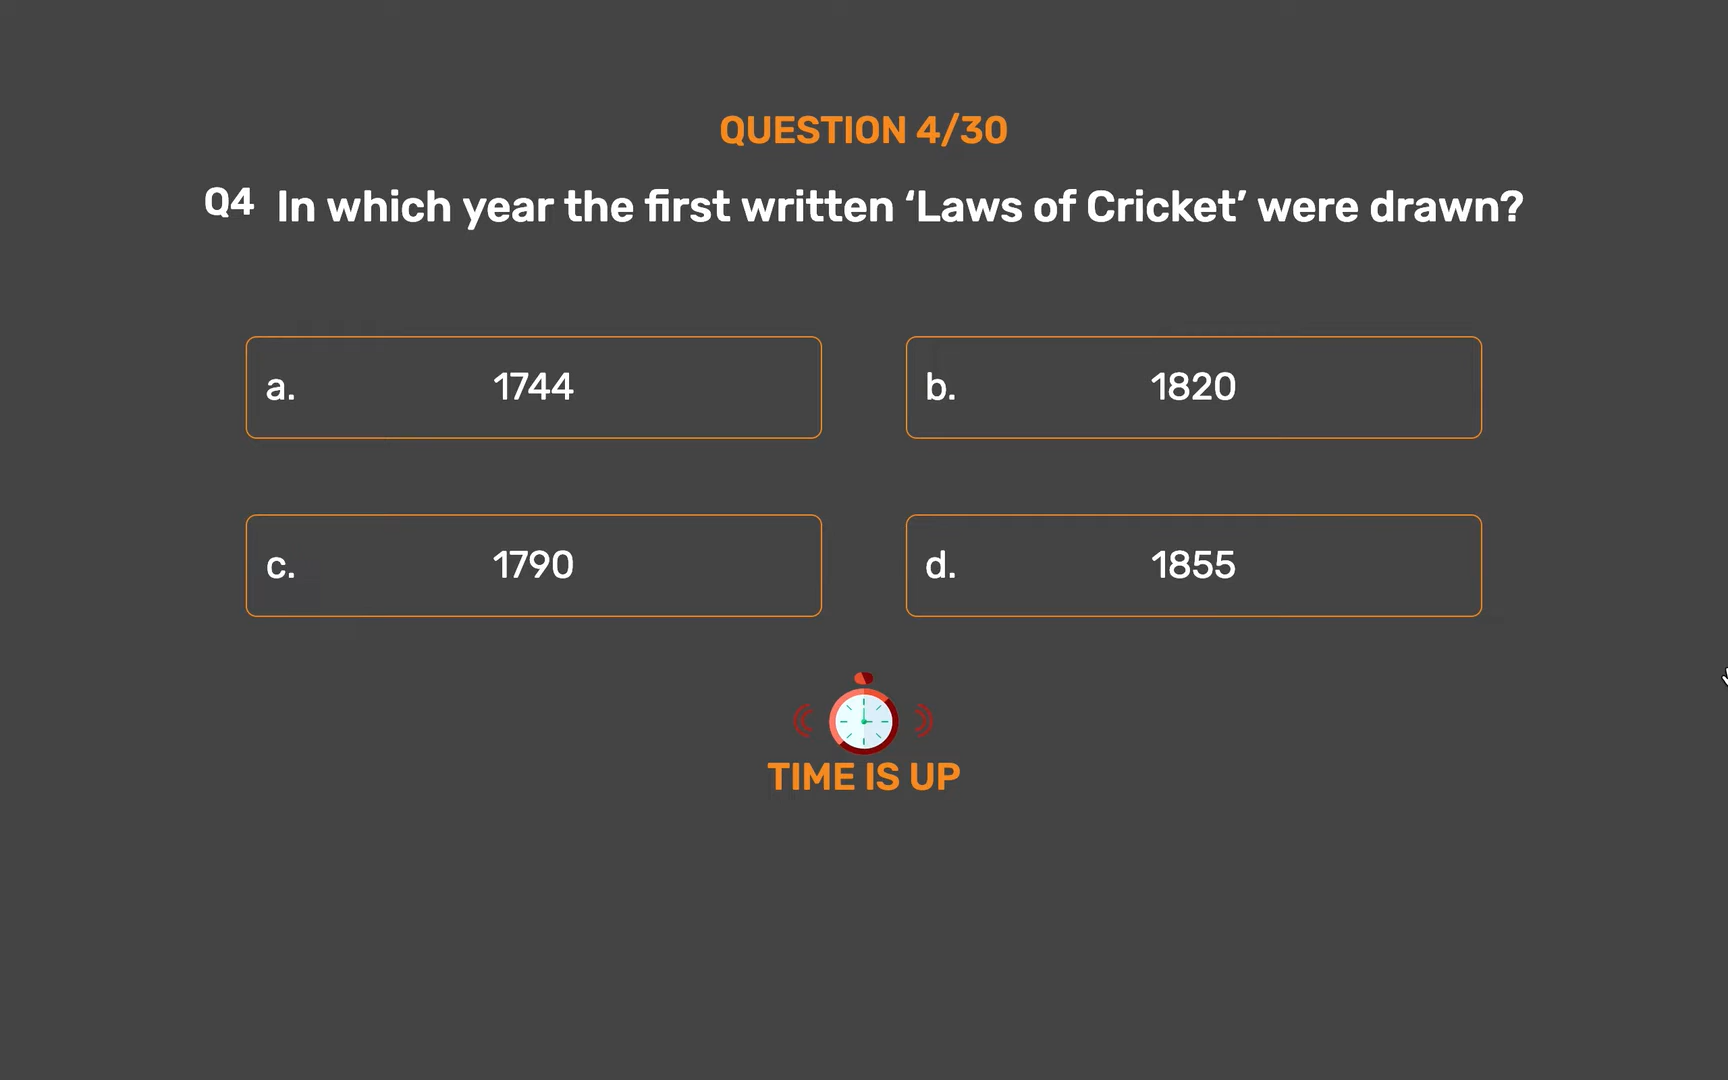 QUESTION 4/30
Q4 In which year the first written ‘Laws of Cricket’ were drawn?
a. 1744
b. 1820
c. 1790
d. 1855
TIME IS UP